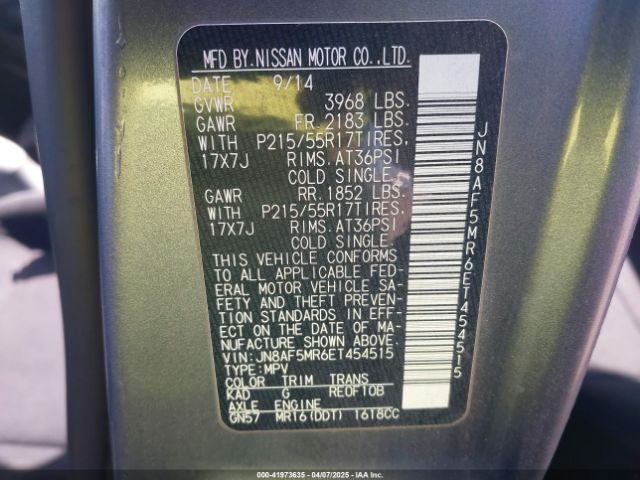 MFD BY.NISSAN MOTOR CO.,LTD.
DATE 9/14
GVWR 3968 LBS.
GAWR FR.2183 LBS.
WITH P215/55R17TIRES,
17X7J RIMS.AT36PSI
COLD SINGLE,
GAWR RR.1852 LBS.
WITH P215/55R17TIRES,
17X7J RIMS.AT36PSI
COLD SINGLE,
THIS VEHICLE CONFORMS
TO ALL APPLICABLE FED-
ERAL MOTOR VEHICLE SA-
FETY AND THEFT PREVEN-
TION STANDARDS IN EFF-
ECT ON THE DATE OF MA-
NUFACTURE SHOWN ABOVE.
VIN:JN8AF5MR6ET454515
TYPE:MPV
COLOR TRIM TRANS
KAD G RE0F10B
AXLE ENGINE
GN57 MR16(DDT) 1618CC
JN8AF5MR6ET454515
000-41973635 - 04/07/2025 - IAAI.COM